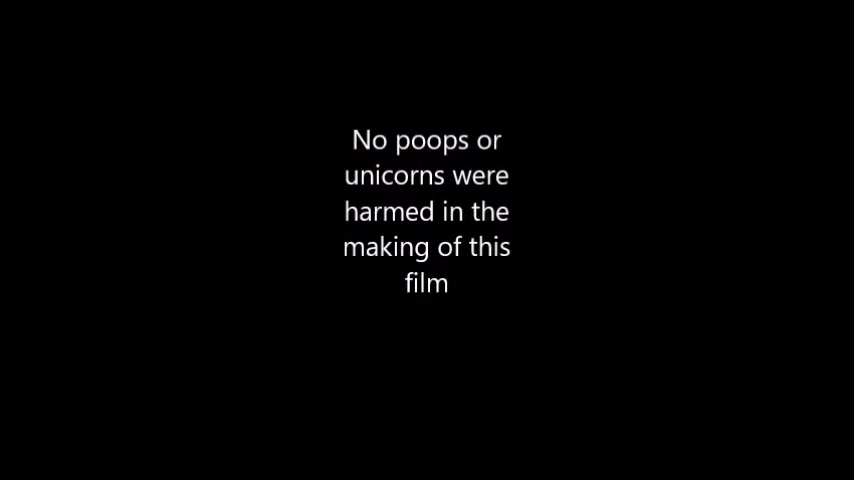 No poops or
unicorns were
harmed in the
making of this
film